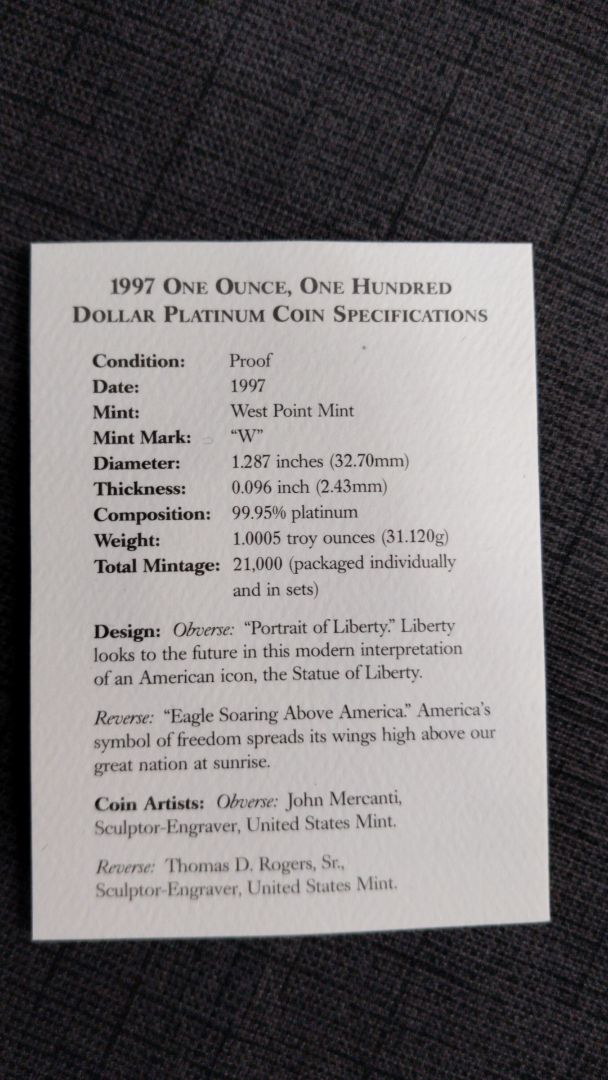 1997 ONE OUNCE, ONE HUNDRED
DOLLAR PLATINUM COIN SPECIFICATIONS
Condition: Proof
Date: 1997
Mint: West Point Mint
Mint Mark: “W”
Diameter: 1.287 inches (32.70mm)
Thickness: 0.096 inch (2.43mm)
Composition: 99.95% platinum
Weight: 1.0005 troy ounces (31.120g)
Total Mintage: 21,000 (packaged individually
and in sets)
Design: Obverse: “Portrait of Liberty.” Liberty
looks to the future in this modern interpretation
of an American icon, the Statue of Liberty.
Reverse: “Eagle Soaring Above America.” America’s
symbol of freedom spreads its wings high above our
great nation at sunrise.
Coin Artists: Obverse: John Mercanti,
Sculptor-Engraver, United States Mint.
Reverse: Thomas D. Rogers, Sr.,
Sculptor-Engraver, United States Mint.